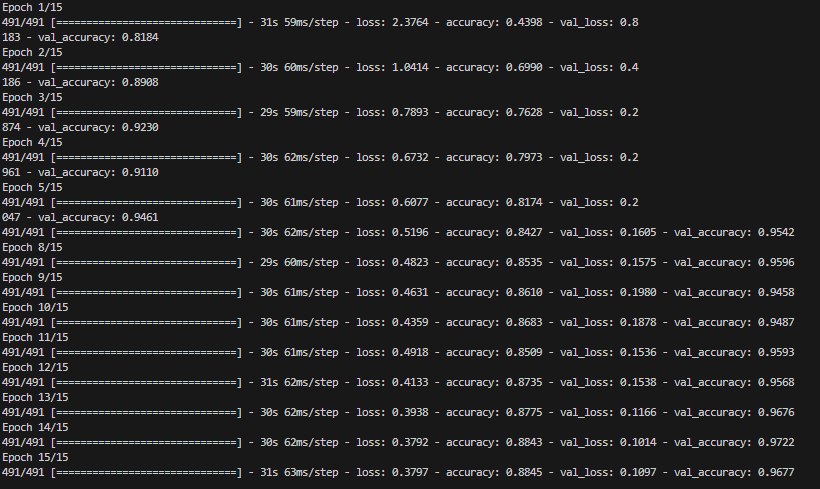 Epoch 1/15
491/491 [==============================] - 31s 59ms/step - loss: 2.3764 - accuracy: 0.4398 - val_loss: 0.8
183 - val_accuracy: 0.8184
Epoch 2/15
491/491 [==============================] - 30s 60ms/step - loss: 1.0414 - accuracy: 0.6990 - val_loss: 0.4
186 - val_accuracy: 0.8908
Epoch 3/15
491/491 [==============================] - 29s 59ms/step - loss: 0.7893 - accuracy: 0.7628 - val_loss: 0.2
874 - val_accuracy: 0.9230
Epoch 4/15
491/491 [==============================] - 30s 62ms/step - loss: 0.6732 - accuracy: 0.7973 - val_loss: 0.2
961 - val_accuracy: 0.9110
Epoch 5/15
491/491 [==============================] - 30s 61ms/step - loss: 0.6077 - accuracy: 0.8174 - val_loss: 0.2
047 - val_accuracy: 0.9461
491/491 [==============================] - 30s 62ms/step - loss: 0.5196 - accuracy: 0.8427 - val_loss: 0.1605 - val_accuracy: 0.9542
Epoch 8/15
491/491 [==============================] - 29s 60ms/step - loss: 0.4823 - accuracy: 0.8535 - val_loss: 0.1575 - val_accuracy: 0.9596
Epoch 9/15
491/491 [==============================] - 30s 61ms/step - loss: 0.4631 - accuracy: 0.8610 - val_loss: 0.1980 - val_accuracy: 0.9458
Epoch 10/15
491/491 [==============================] - 30s 61ms/step - loss: 0.4359 - accuracy: 0.8683 - val_loss: 0.1878 - val_accuracy: 0.9487
Epoch 11/15
491/491 [==============================] - 30s 61ms/step - loss: 0.4918 - accuracy: 0.8509 - val_loss: 0.1536 - val_accuracy: 0.9593
Epoch 12/15
491/491 [==============================] - 31s 62ms/step - loss: 0.4133 - accuracy: 0.8735 - val_loss: 0.1538 - val_accuracy: 0.9568
Epoch 13/15
491/491 [==============================] - 30s 62ms/step - loss: 0.3938 - accuracy: 0.8775 - val_loss: 0.1166 - val_accuracy: 0.9676
Epoch 14/15
491/491 [==============================] - 30s 62ms/step - loss: 0.3792 - accuracy: 0.8843 - val_loss: 0.1014 - val_accuracy: 0.9722
Epoch 15/15
491/491 [==============================] - 31s 63ms/step - loss: 0.3797 - accuracy: 0.8845 - val_loss: 0.1097 - val_accuracy: 0.9677